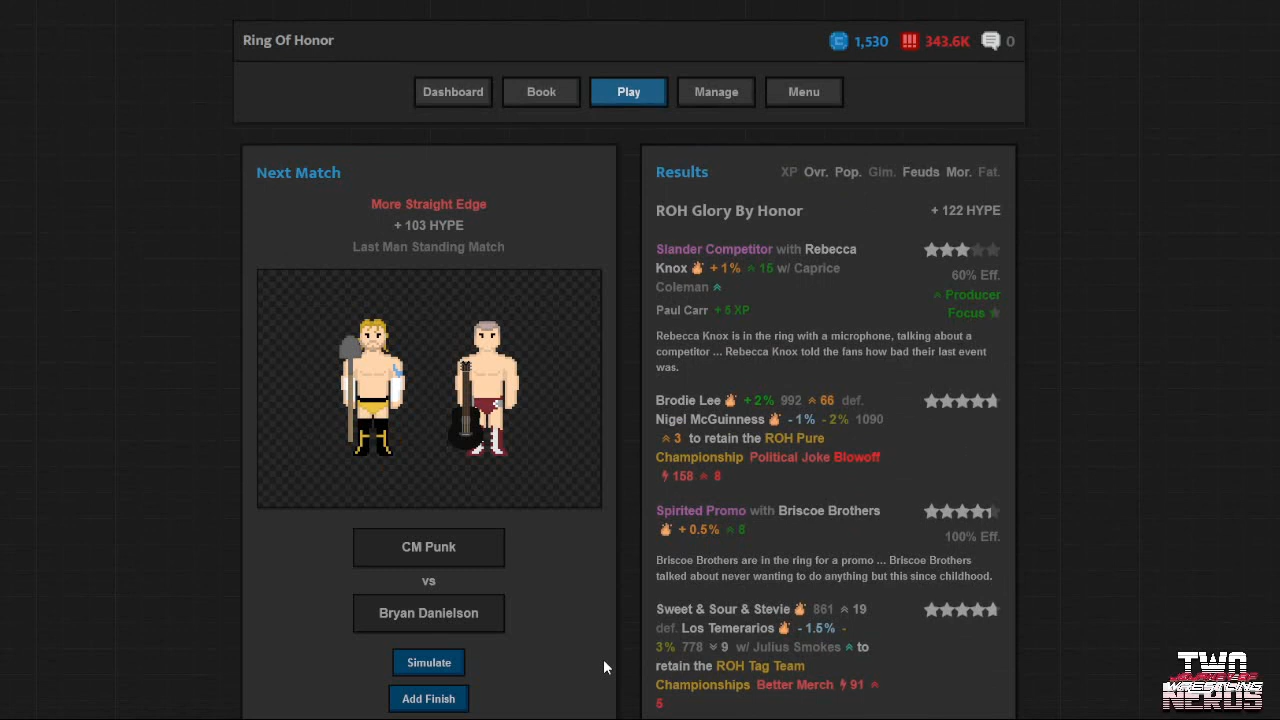 Ring Of Honor
1,530
343.6K
0
Dashboard
Book
Play
Manage
Menu
Next Match
More Straight Edge
+ 103 HYPE
Last Man Standing Match
CM Punk
vs
Bryan Danielson
Simulate
Add Finish
Results
XP Ovr. Pop. Gim. Feuds Mor. Fat.
ROH Glory By Honor
+ 122 HYPE
Slander Competitor with Rebecca
Knox + 1% 15 w/ Caprice
Coleman
60% Eff.
Producer
Focus
Paul Carr + 6 XP
Rebecca Knox is in the ring with a microphone, talking about a
competitor ... Rebecca Knox told the fans how bad their last event
was.
Brodie Lee + 2% 992 66 def.
Nigel McGuinness - 1% - 2% 1090
3 to retain the ROH Pure
Championship Political Joke Blowoff
158 8
Spirited Promo with Briscoe Brothers
+ 0.5% 8
100% Eff.
Briscoe Brothers are in the ring for a promo ... Briscoe Brothers
talked about never wanting to do anything but this since childhood.
Sweet & Sour & Stevie 861 19
def. Los Temerarios - 1.5% -
3% 778 9 w/ Julius Smokes to
retain the ROH Tag Team
Championships Better Merch 91
5
TWO
WRESTLING
NERDS